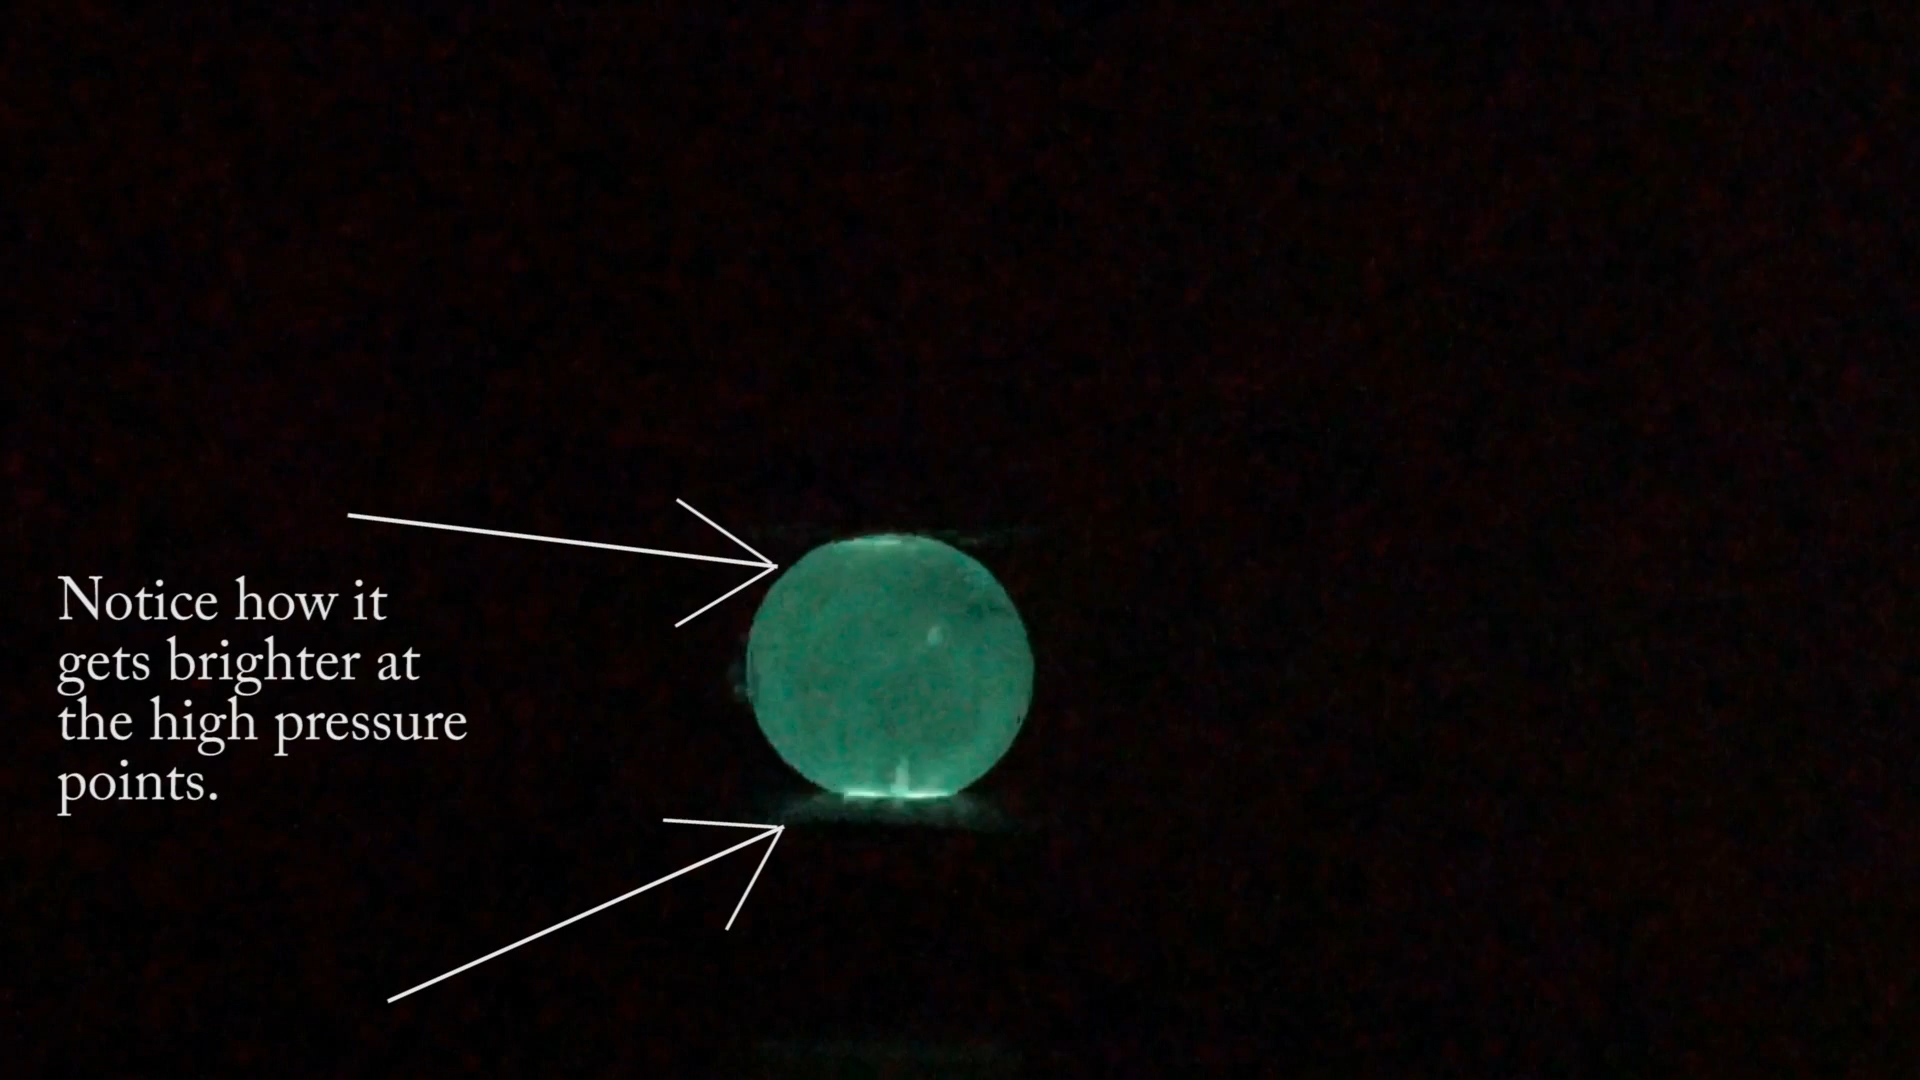 Notice how it
gets brighter at
the high pressure
points.